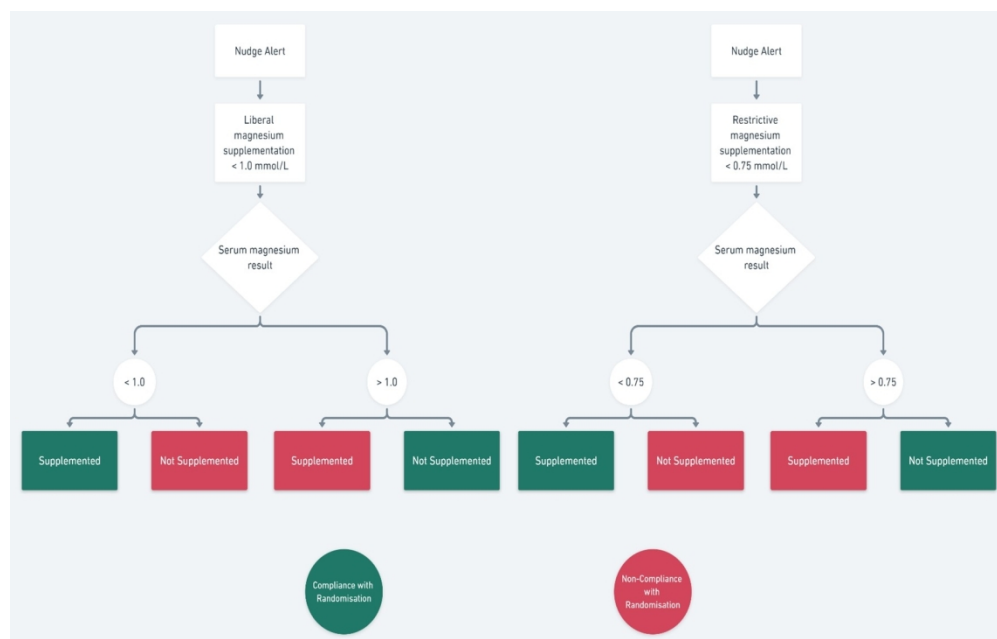 Nudge Alert
Liberal
magnesium
supplementation
< 1.0 mmol/L
Serum magnesium
result
< 1.0
> 1.0
Supplemented
Not Supplemented
Supplemented
Not Supplemented
Nudge Alert
Restrictive
magnesium
supplementation
< 0.75 mmol/L
Serum magnesium
result
< 0.75
> 0.75
Supplemented
Not Supplemented
Supplemented
Not Supplemented
Compliance with
Randomisation
Non-Compliance
with
Randomisation